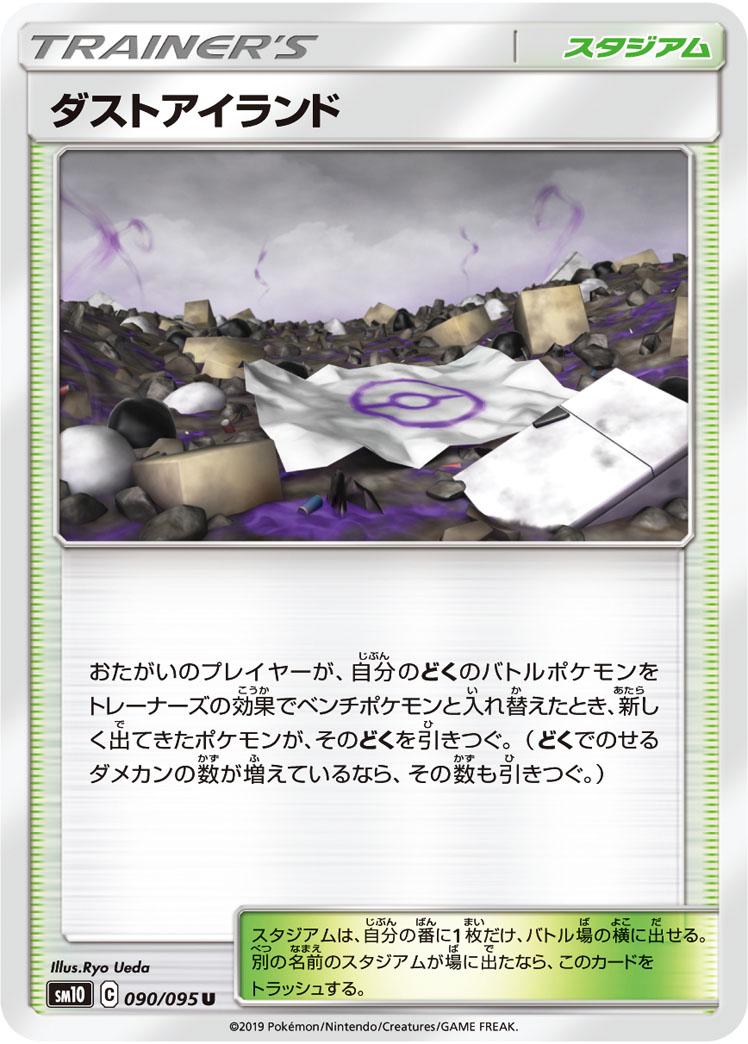 TRAINER'S
スタジアム
ダストアイランド
おたがいのプレイヤーが、自分のどくのバトルポケモンを
トレーナーズの効果でベンチポケモンと入れ替えたとき、新し
く出てきたポケモンが、そのどくを引きつぐ。（どくでのせる
ダメカンの数が増えているなら、その数も引きつぐ。）
スタジアムは、自分の番に1枚だけ、バトル場の横に出せる。
別の名前のスタジアムが場に出たなら、このカードを
トラッシュする。
Illus.Ryo Ueda
sm10 C 090/095 U
©2019 Pokémon/Nintendo/Creatures/GAME FREAK.